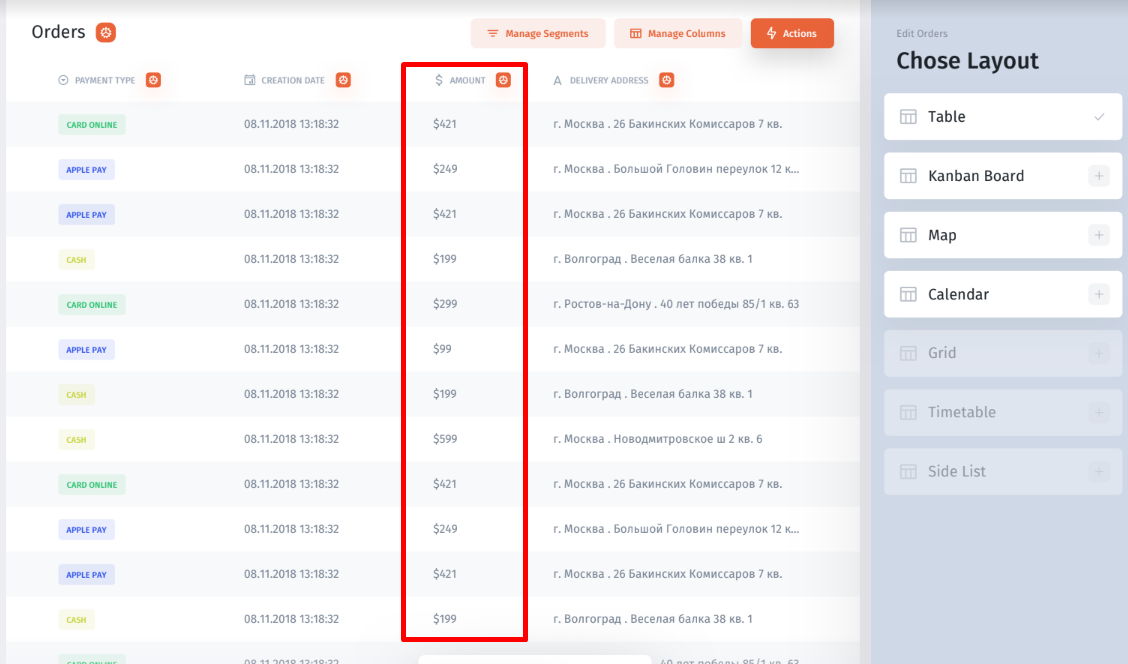 Orders
Manage Segments
Manage Columns
Actions
PAYMENT TYPE CREATION DATE $ AMOUNT A DELIVERY ADDRESS
CARD ONLINE 08.11.2018 13:18:32 $421 г. Москва . 26 Бакинских Комиссаров 7 кв.
APPLE PAY 08.11.2018 13:18:32 $249 г. Москва . Большой Головин переулок 12 к...
APPLE PAY 08.11.2018 13:18:32 $421 г. Москва . 26 Бакинских Комиссаров 7 кв.
CASH 08.11.2018 13:18:32 $199 г. Волгоград . Веселая балка 38 кв. 1
CARD ONLINE 08.11.2018 13:18:32 $299 г. Ростов-на-Дону . 40 лет победы 85/1 кв. 63
APPLE PAY 08.11.2018 13:18:32 $99 г. Москва . 26 Бакинских Комиссаров 7 кв.
CASH 08.11.2018 13:18:32 $199 г. Волгоград . Веселая балка 38 кв. 1
CASH 08.11.2018 13:18:32 $599 г. Москва . Новодмитровское ш 2 кв. 6
CARD ONLINE 08.11.2018 13:18:32 $421 г. Москва . 26 Бакинских Комиссаров 7 кв.
APPLE PAY 08.11.2018 13:18:32 $249 г. Москва . Большой Головин переулок 12 к...
APPLE PAY 08.11.2018 13:18:32 $421 г. Москва . 26 Бакинских Комиссаров 7 кв.
CASH 08.11.2018 13:18:32 $199 г. Волгоград . Веселая балка 38 кв. 1
CARD ONLINE 08.11.2018 13:18:32 40 лет победы 85/1 кв. 63
Edit Orders
Chose Layout
Table
Kanban Board
Map
Calendar
Grid
Timetable
Side List